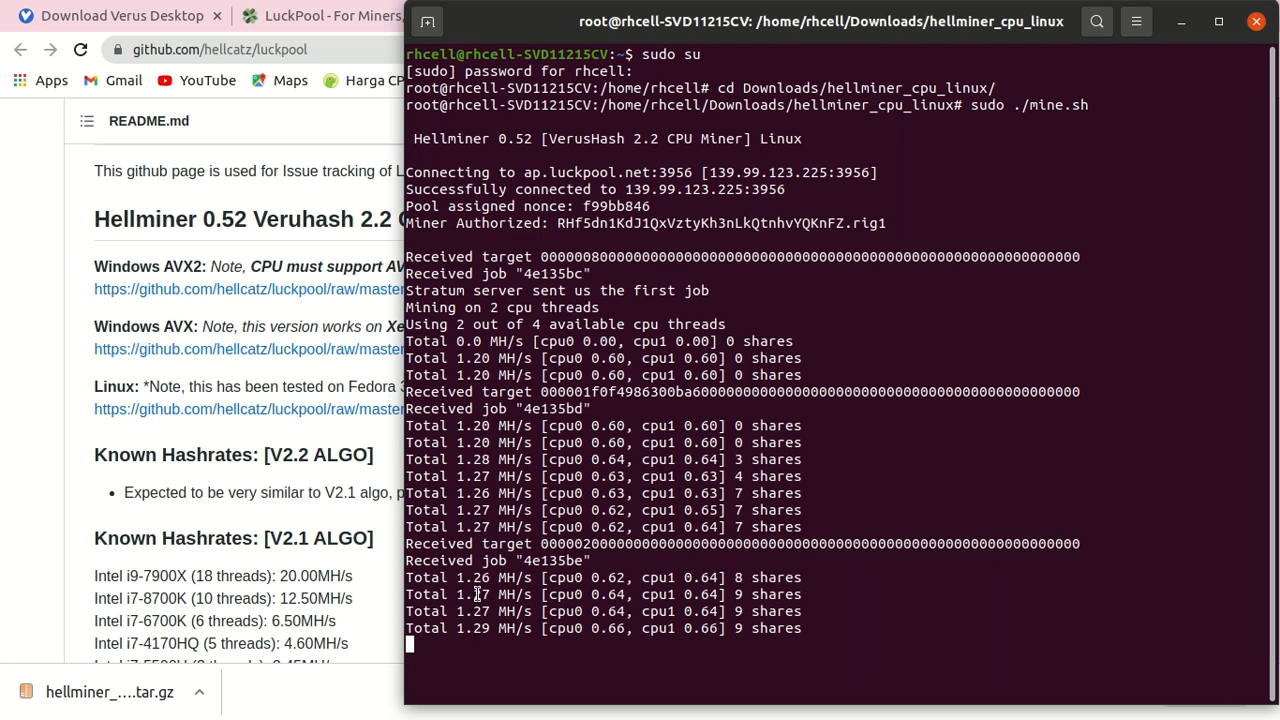 Download Verus Desktop
LuckPool - For Miners,
github.com/hellcatz/luckpool
Apps
Gmail
YouTube
Maps
Harga
README.md
This github page is used for Issue tracking of
Hellminer 0.52 Veruhash 2.2
Windows AVX2: Note, CPU must support
https://github.com/hellcatz/luckpool/raw/master
Windows AVX: Note, this version works on
https://github.com/hellcatz/luckpool/raw/master
Linux: *Note, this has been tested on Fedora 3
https://github.com/hellcatz/luckpool/raw/master
Known Hashrates: [V2.2 ALGO]
• Expected to be very similar to V2.1 algo, p
Known Hashrates: [V2.1 ALGO]
Intel i9-7900X (18 threads): 20.00MH/s
Intel i7-8700K (10 threads): 12.50MH/s
Intel i7-6700K (6 threads): 6.50MH/s
Intel i7-4170HQ (5 threads): 4.60MH/s
hellminer_....tar.gz
root@rhcell-SVD11215CV: /home/rhcell/Downloads/hellminer_cpu_linux
rhcell@rhcell-SVD11215CV:~$ sudo su
[sudo] password for rhcell:
root@rhcell-SVD11215CV:/home/rhcell# cd Downloads/hellminer_cpu_linux/
root@rhcell-SVD11215CV:/home/rhcell/Downloads/hellminer_cpu_linux# sudo ./mine.sh
Hellminer 0.52 [VerusHash 2.2 CPU Miner] Linux
Connecting to ap.luckpool.net:3956 [139.99.123.225:3956]
Successfully connected to 139.99.123.225:3956
Pool assigned nonce: f99bb846
Miner Authorized: RHf5dn1KdJ1QxVztyKh3nLkQtnhvYQKnFZ.rig1
Received target 0000008000000000000000000000000000000000000000000000000000000000
Received job "4e135bc"
Stratum server sent us the first job
Mining on 2 cpu threads
Using 2 out of 4 available cpu threads
Total 0.0 MH/s [cpu0 0.00, cpu1 0.00] 0 shares
Total 1.20 MH/s [cpu0 0.60, cpu1 0.60] 0 shares
Total 1.20 MH/s [cpu0 0.60, cpu1 0.60] 0 shares
Received target 000001f0f4986300ba6000000000000000000000000000000000000000000000
Received job "4e135bd"
Total 1.20 MH/s [cpu0 0.60, cpu1 0.60] 0 shares
Total 1.20 MH/s [cpu0 0.60, cpu1 0.60] 0 shares
Total 1.28 MH/s [cpu0 0.64, cpu1 0.64] 3 shares
Total 1.27 MH/s [cpu0 0.63, cpu1 0.63] 4 shares
Total 1.26 MH/s [cpu0 0.63, cpu1 0.63] 7 shares
Total 1.27 MH/s [cpu0 0.62, cpu1 0.65] 7 shares
Total 1.27 MH/s [cpu0 0.62, cpu1 0.64] 7 shares
Received target 0000020000000000000000000000000000000000000000000000000000000000
Received job "4e135be"
Total 1.26 MH/s [cpu0 0.62, cpu1 0.64] 8 shares
Total 1.27 MH/s [cpu0 0.64, cpu1 0.64] 9 shares
Total 1.27 MH/s [cpu0 0.64, cpu1 0.64] 9 shares
Total 1.29 MH/s [cpu0 0.66, cpu1 0.66] 9 shares